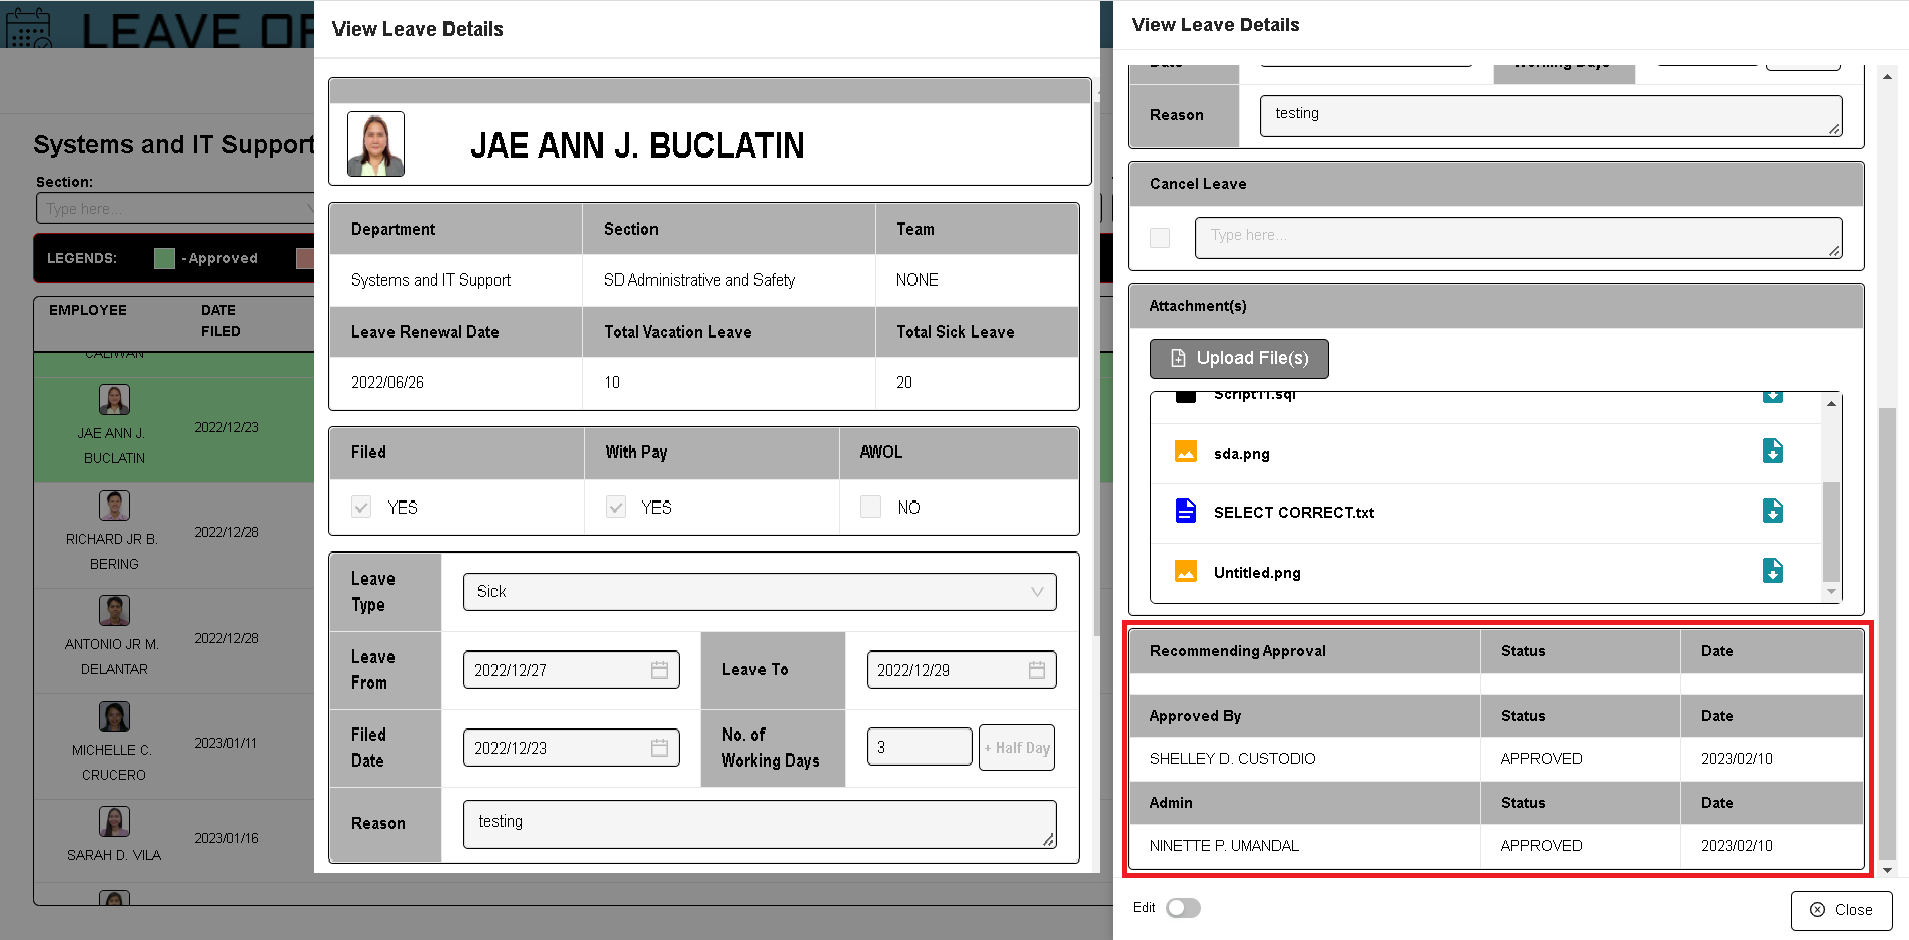 LEAVE OF
Systems and IT Support
Section:
Type here...
LEGENDS:
- Approved
EMPLOYEE
DATE
FILED
CALIWAN
JAE ANN J.
BUCLATIN
2022/12/23
RICHARD JR B.
BERING
2022/12/28
ANTONIO JR M.
DELANTAR
2022/12/28
MICHELLE C.
CRUCERO
2023/01/11
SARAH D. VILA
2023/01/16
View Leave Details
JAE ANN J. BUCLATIN
Department
Section
Team
Systems and IT Support
SD Administrative and Safety
NONE
Leave Renewal Date
Total Vacation Leave
Total Sick Leave
2022/06/26
10
20
Filed
With Pay
AWOL
YES
YES
NO
Leave
Type
Sick
Leave
From
2022/12/27
Leave To
2022/12/29
Filed
Date
2022/12/23
No. of
Working Days
3
+ Half Day
Reason
testing
View Leave Details
Date
Working Days
Reason
testing
Cancel Leave
Type here...
Attachment(s)
Upload File(s)
Script11.sql
sda.png
SELECT CORRECT.txt
Untitled.png
Recommending Approval
Status
Date
Approved By
Status
Date
SHELLEY D. CUSTODIO
APPROVED
2023/02/10
Admin
Status
Date
NINETTE P. UMANDAL
APPROVED
2023/02/10
Edit
Close